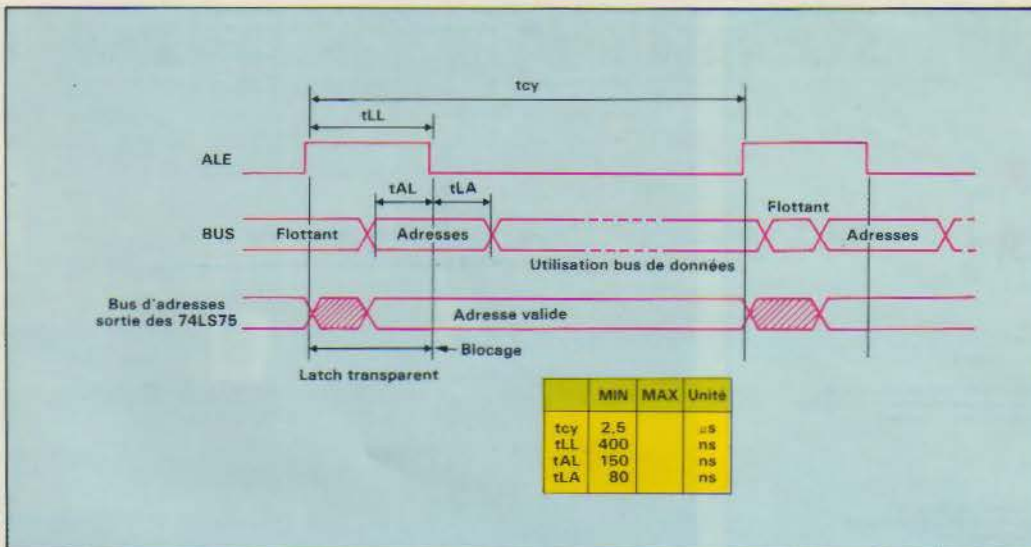 tcy
tLL
ALE
tAL tLA
Flottant
BUS Flottant Adresses Adresses
Utilisation bus de données
Bus d'adresses
sortie des 74LS75
Adresse valide
Blocage
Latch transparent
MIN MAX Unité
tcy 2,5 µs
tLL 400 ns
tAL 150 ns
tLA 80 ns